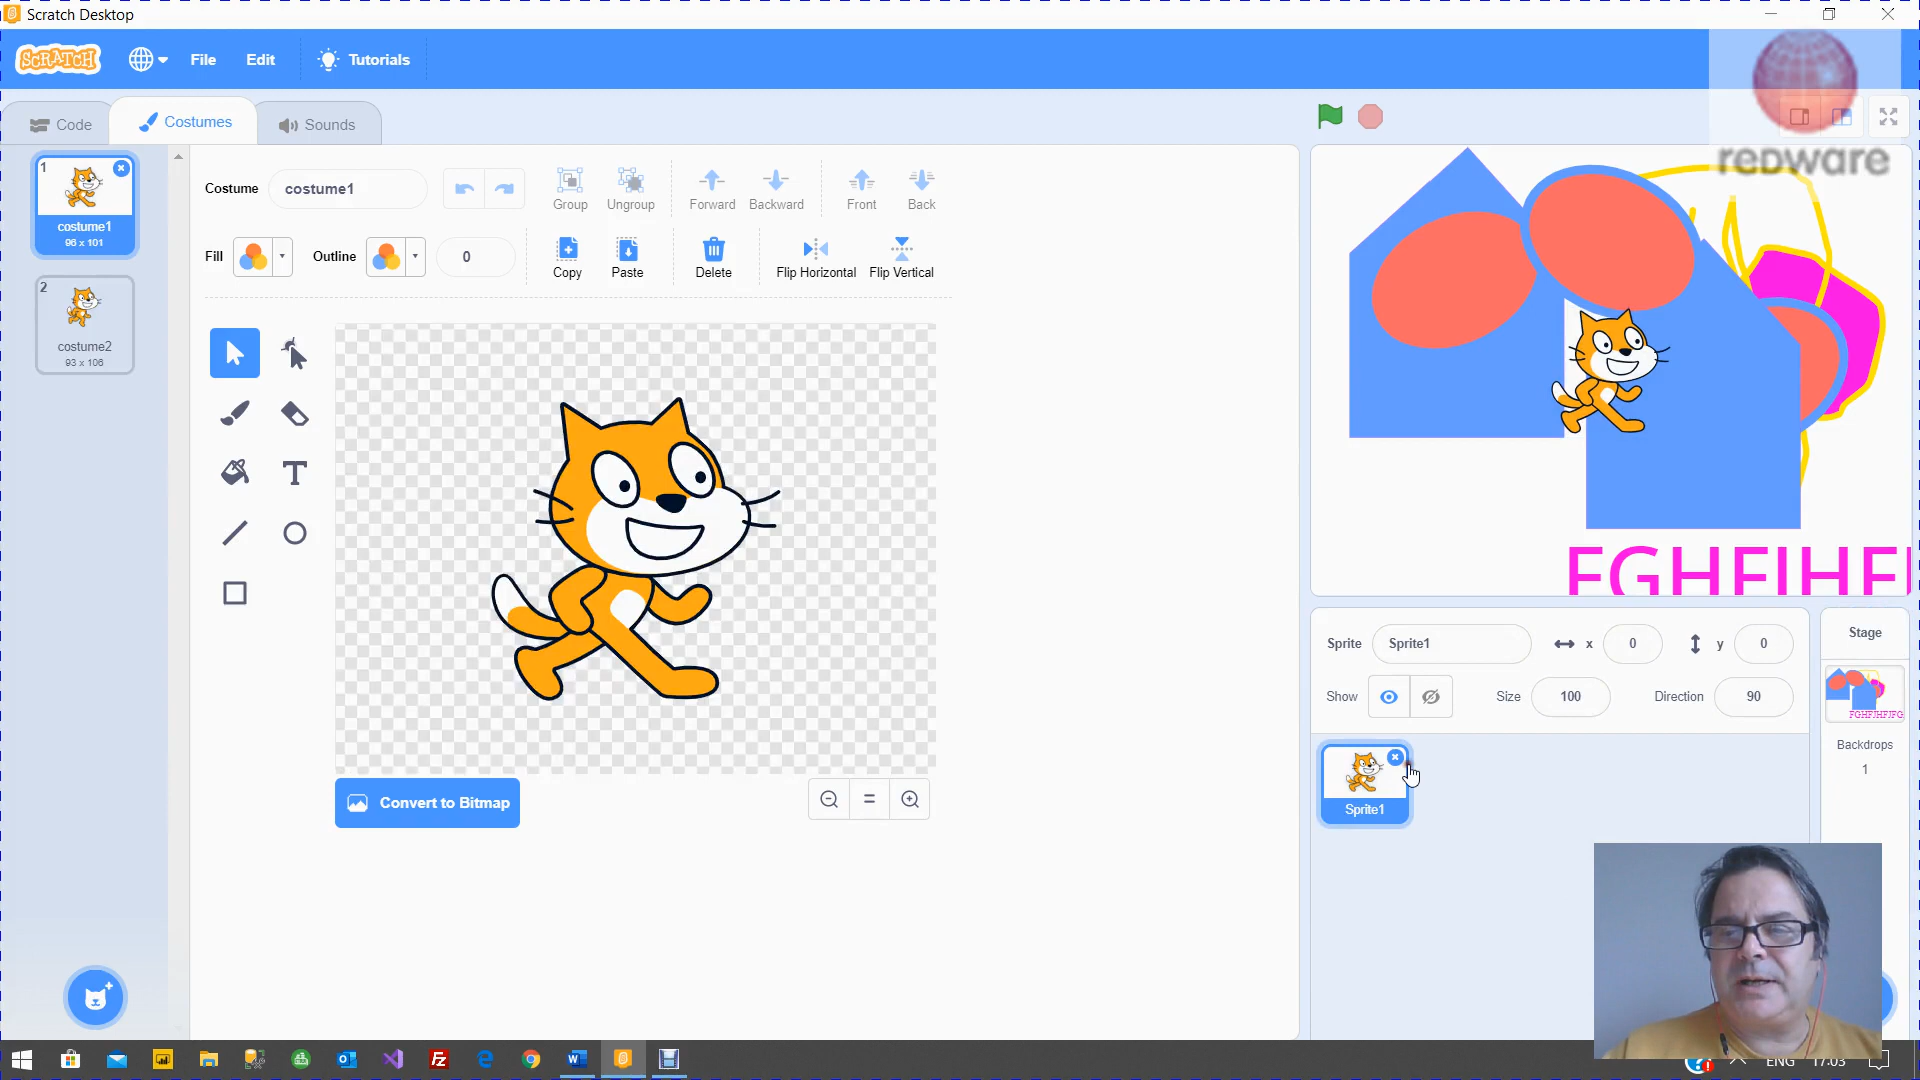 Scratch Desktop
SCRATCH
File
Edit
Tutorials
redware
Code
Costumes
Sounds
1
costume1
96 x 101
2
costume2
93 x 106
Costume
costume1
Group
Ungroup
Forward
Backward
Front
Back
Fill
Outline
0
Copy
Paste
Delete
Flip Horizontal
Flip Vertical
T
Convert to Bitmap
FGHFJHFJ
Sprite
Sprite1
x
0
y
0
Show
Size
100
Direction
90
Sprite1
Stage
FGHFJHFJFG
Backdrops
1
ENG
17:03